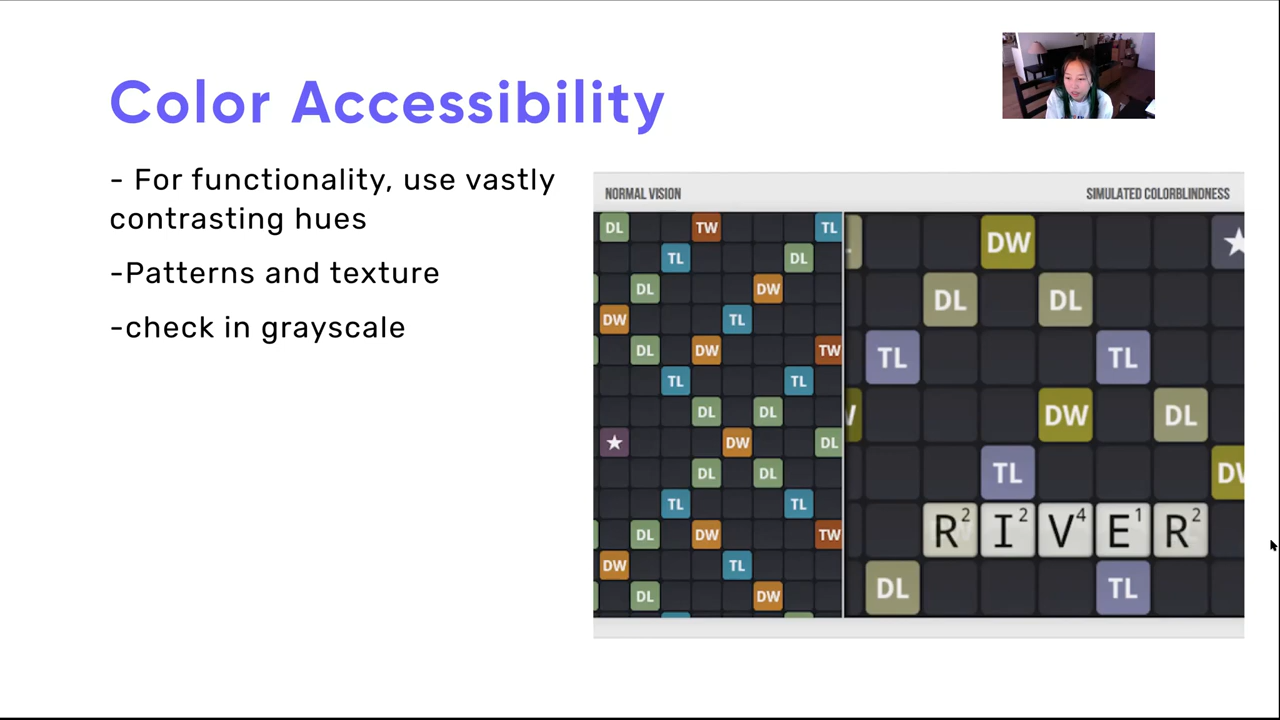 Color Accessibility
- For functionality, use vastly
contrasting hues
-Patterns and texture
-check in grayscale
NORMAL VISION
SIMULATED COLORBLINDNESS
DL TW TL
TL DL
DL DW
DW TL
DL DW TW
TL TL
DL DL
★ DW DL
DL DL
TL TL
DL DW TW
DW TL
DL DW
DW ★
DL DL
TL TL
DW DL
TL DW
R2 I2 V4 E1 R2
DL TL